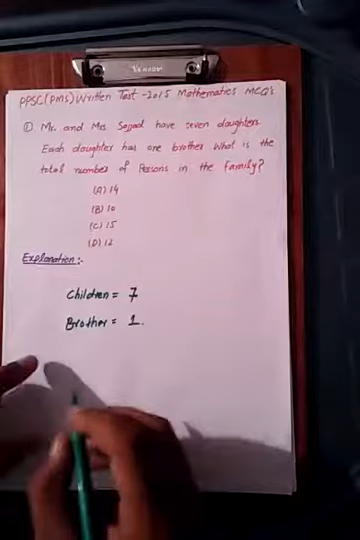 PPSC(PMS) Written Test -2015 Mathematics MCQ's
① Mr. and Mrs Sajjad have seven daughters.
Each daughter has one brother What is the
total number of Persons in the family?
(A) 14
(B) 10
(C) 15
(D) 12
Explanation:-
Children = 7
Brother = 1.